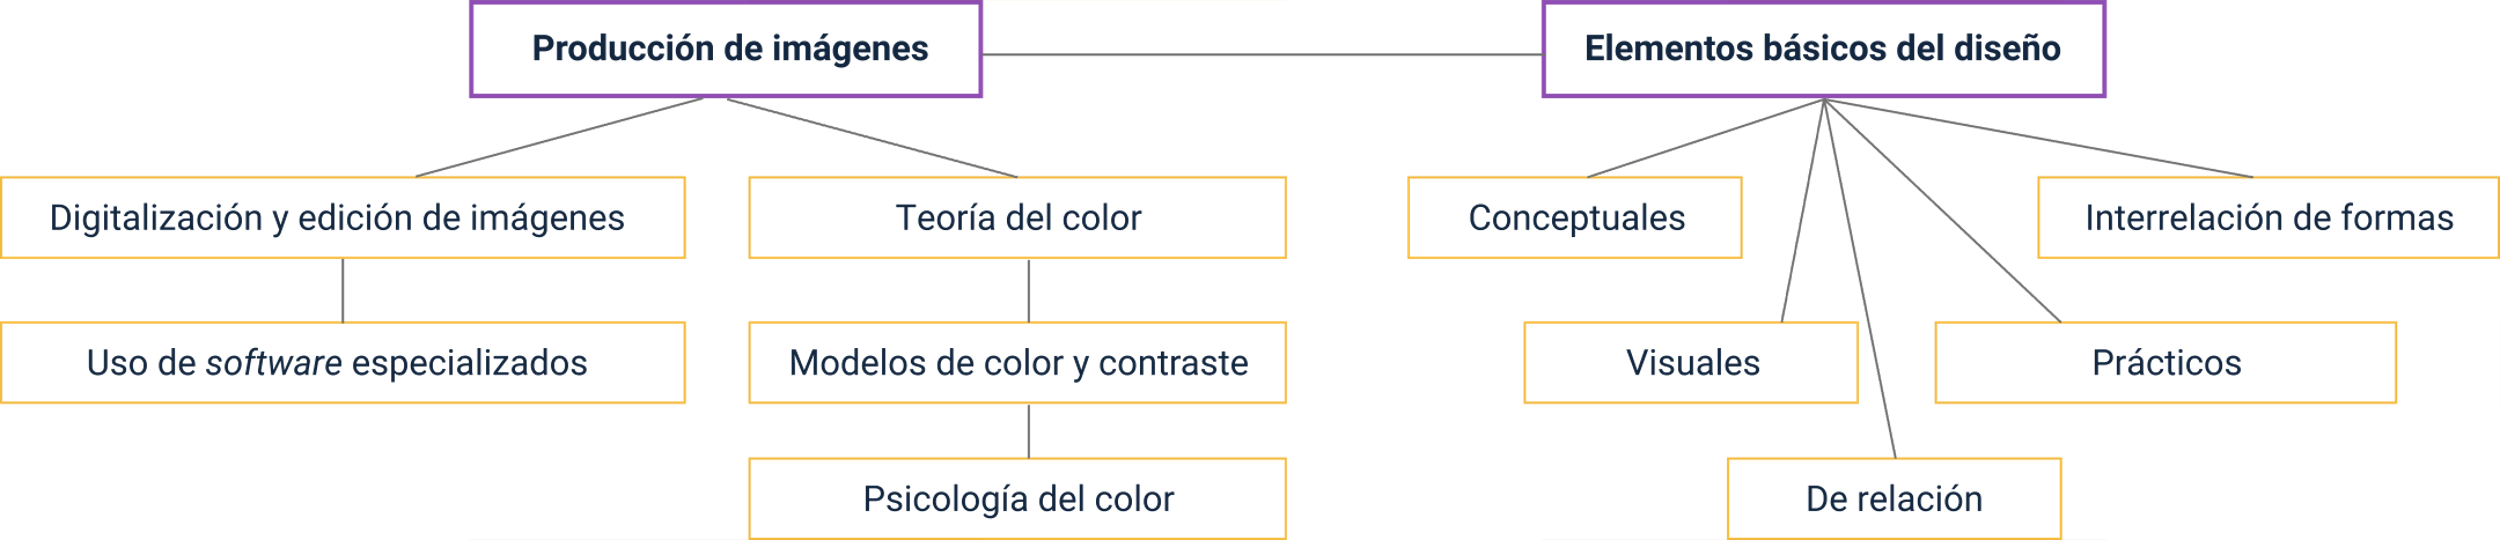 Producción de imágenes
Elementos básicos del diseño
Digitalización y edición de imágenes
Teoría del color
Conceptuales
Interrelación de formas
Uso de software especializados
Modelos de color y contraste
Visuales
Prácticos
Psicología del color
De relación